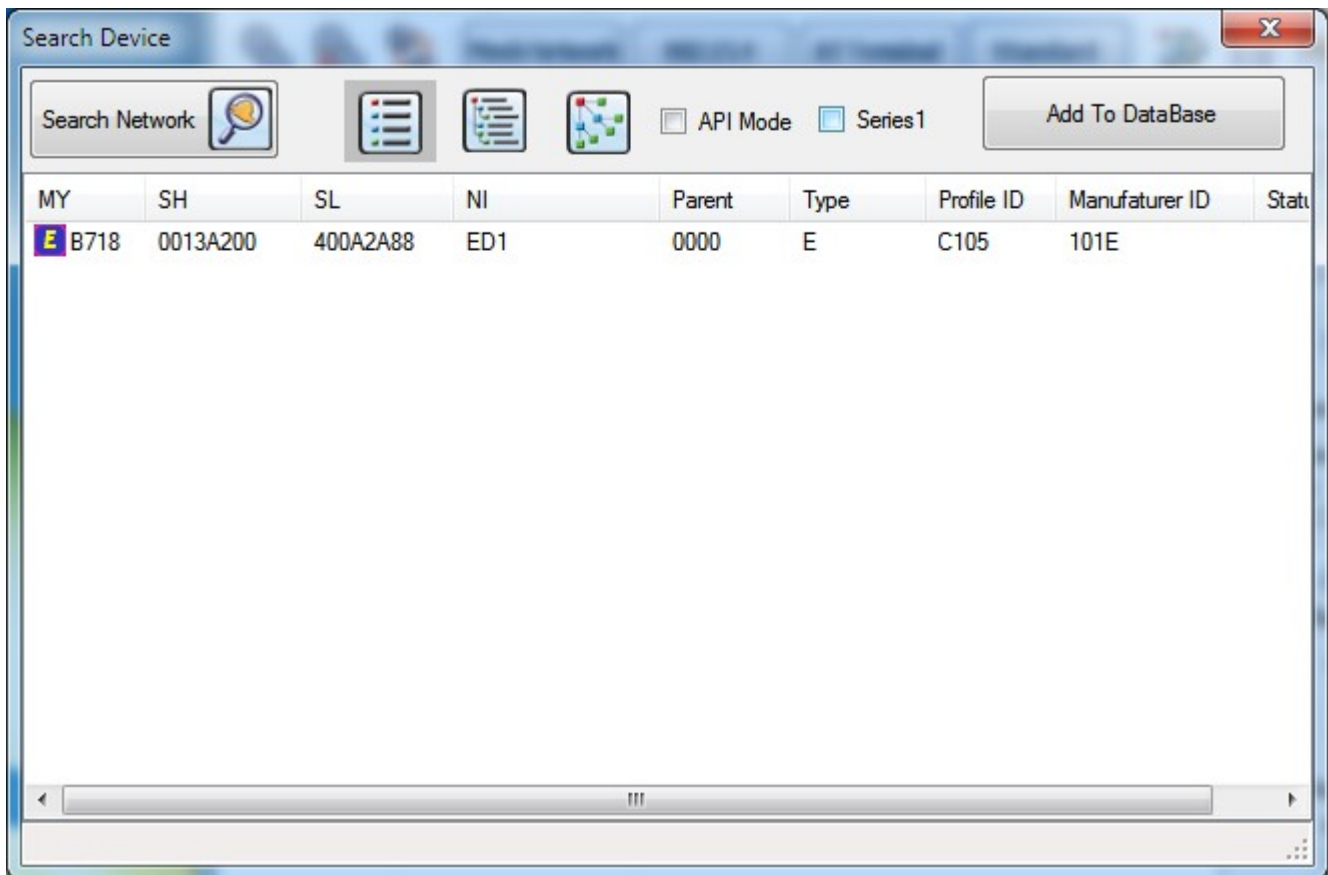 Search Device
Search Network API Mode Series1 Add To DataBase
MY SH SL NI Parent Type Profile ID Manufaturer ID Statu
E B718 0013A200 400A2A88 ED1 0000 E C105 101E